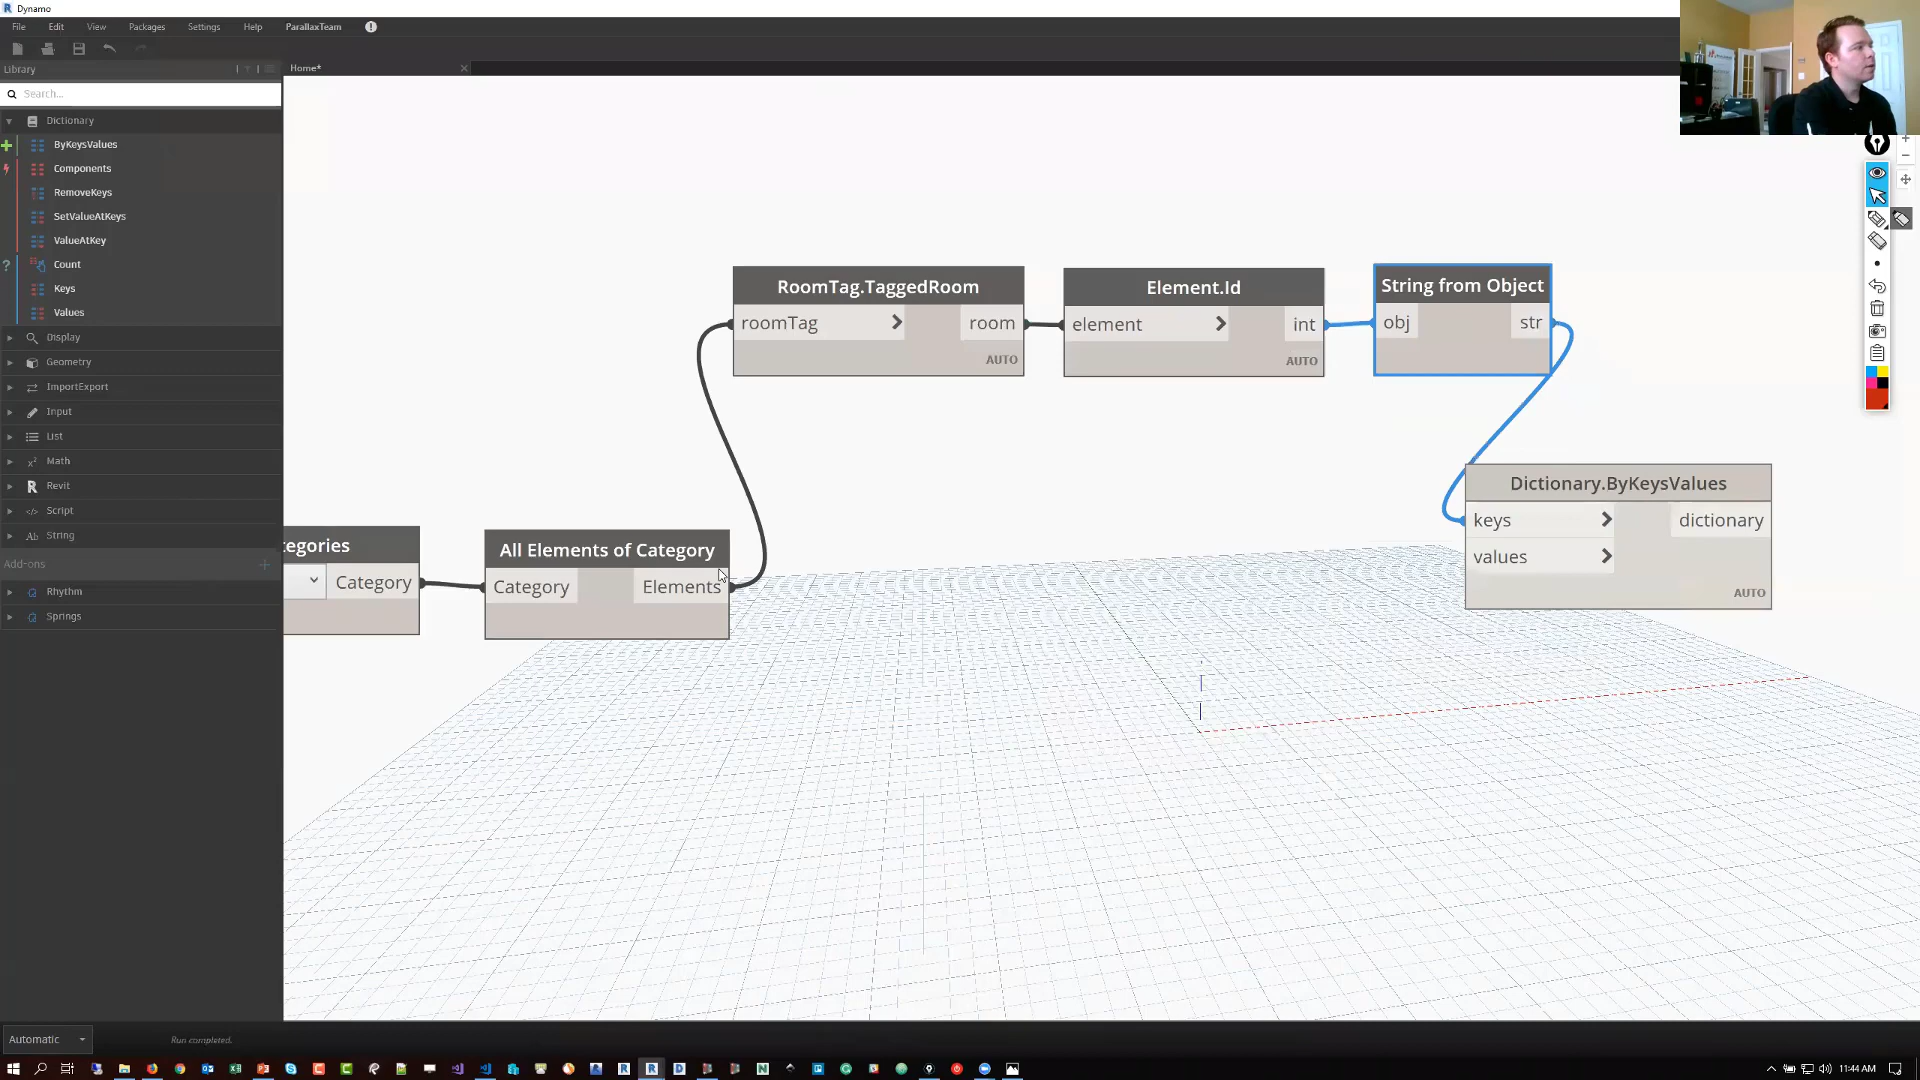 Dynamo
File Edit View Packages Settings Help ParallaxTeam
Library
Home*
Search...
Dictionary
ByKeysValues
Components
RemoveKeys
SetValueAtKeys
ValueAtKey
Count
Keys
Values
Display
Geometry
ImportExport
Input
List
Math
Revit
Script
String
Add-ons
Rhythm
Springs
RoomTag.TaggedRoom
roomTag > room
AUTO
Element.Id
element > int
AUTO
String from Object
obj str
Dictionary.ByKeysValues
keys > dictionary
values >
AUTO
tegories
Category
All Elements of Category
Category Elements
Automatic
Run completed.
11:44 AM